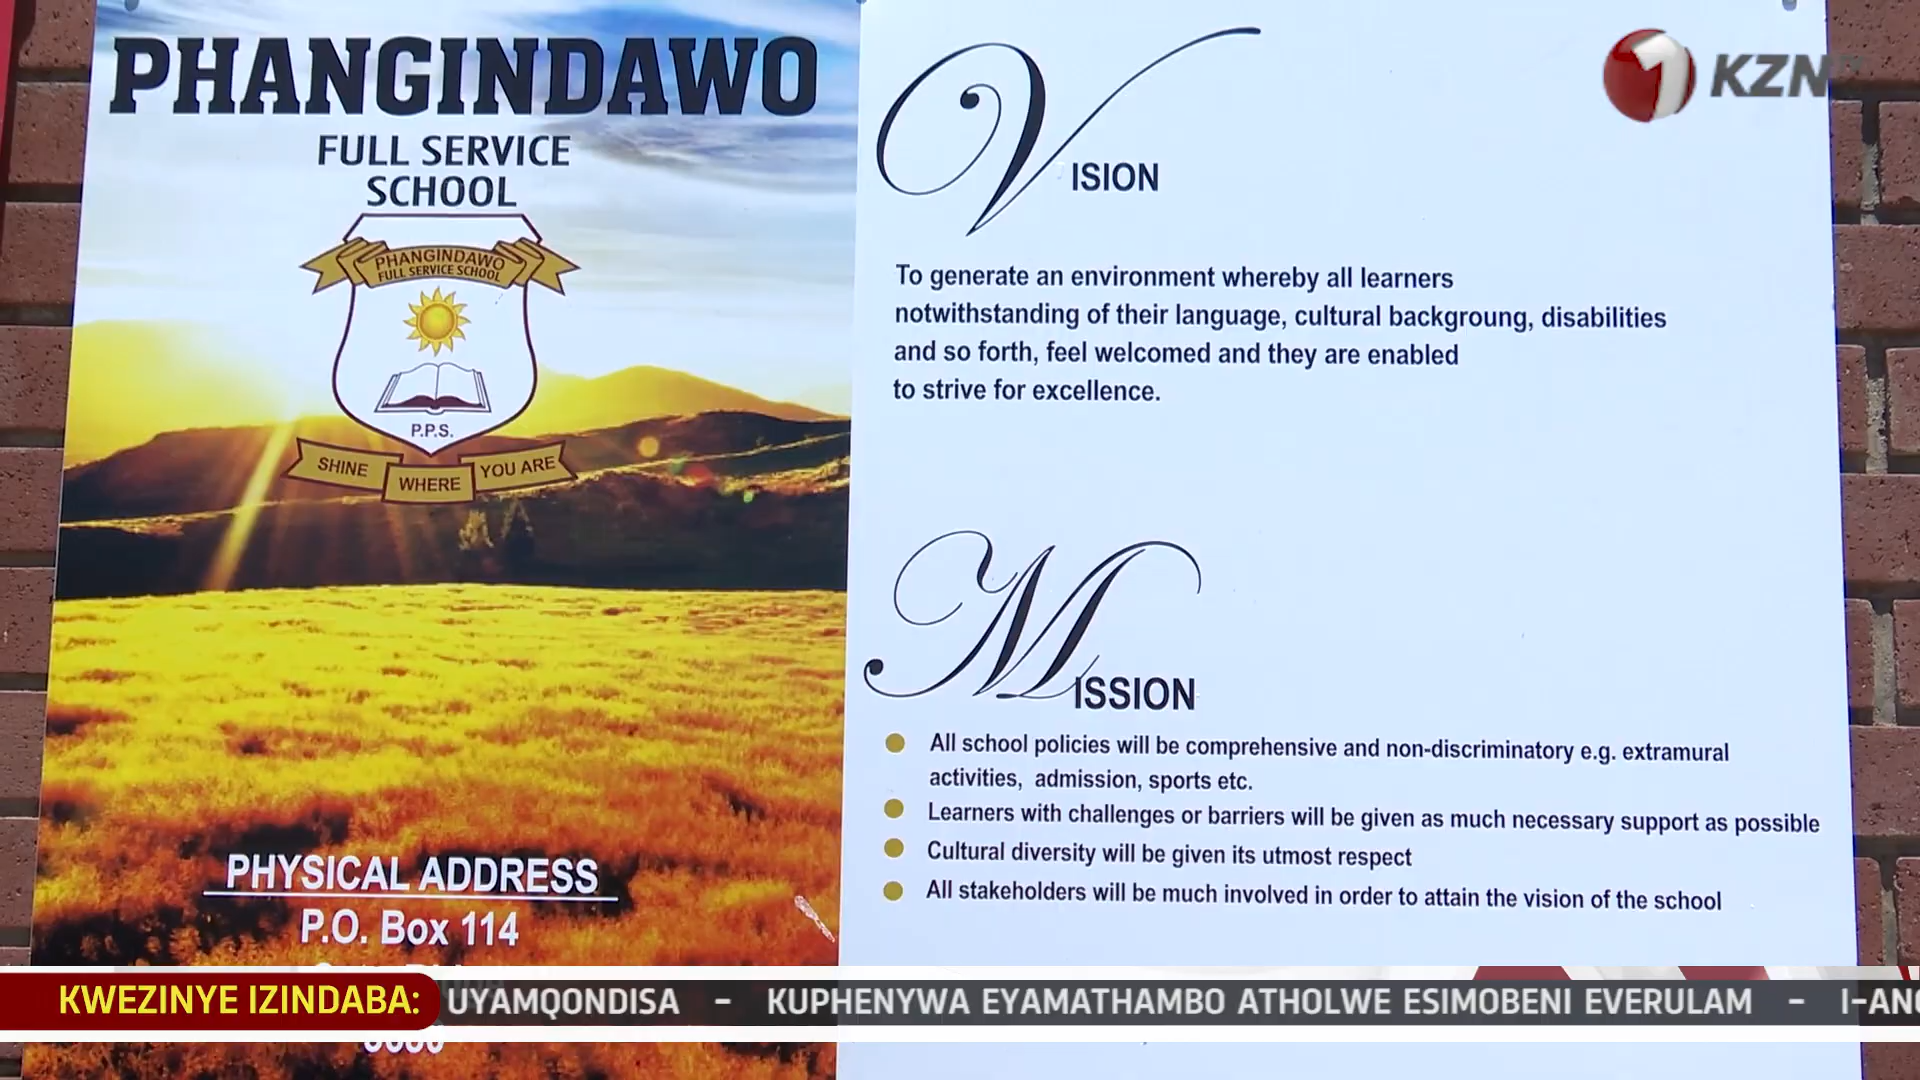 PHANGINDAWO
FULL SERVICE
SCHOOL
PHANGINDAWO
FULL SERVICE SCHOOL
P.P.S.
SHINE WHERE YOU ARE
PHYSICAL ADDRESS
P.O. Box 114
VISION
To generate an environment whereby all learners
notwithstanding of their language, cultural backgroung, disabilities
and so forth, feel welcomed and they are enabled
to strive for excellence.
MISSION
All school policies will be comprehensive and non-discriminatory e.g. extramural
activities, admission, sports etc.
Learners with challenges or barriers will be given as much necessary support as possible
Cultural diversity will be given its utmost respect
All stakeholders will be much involved in order to attain the vision of the school
1 KZN
KWEZINYE IZINDABA: UYAMQONDISA - KUPHENYWA EYAMATHAMBO ATHOLWE ESIMOBENI EVERULAM - I-ANC